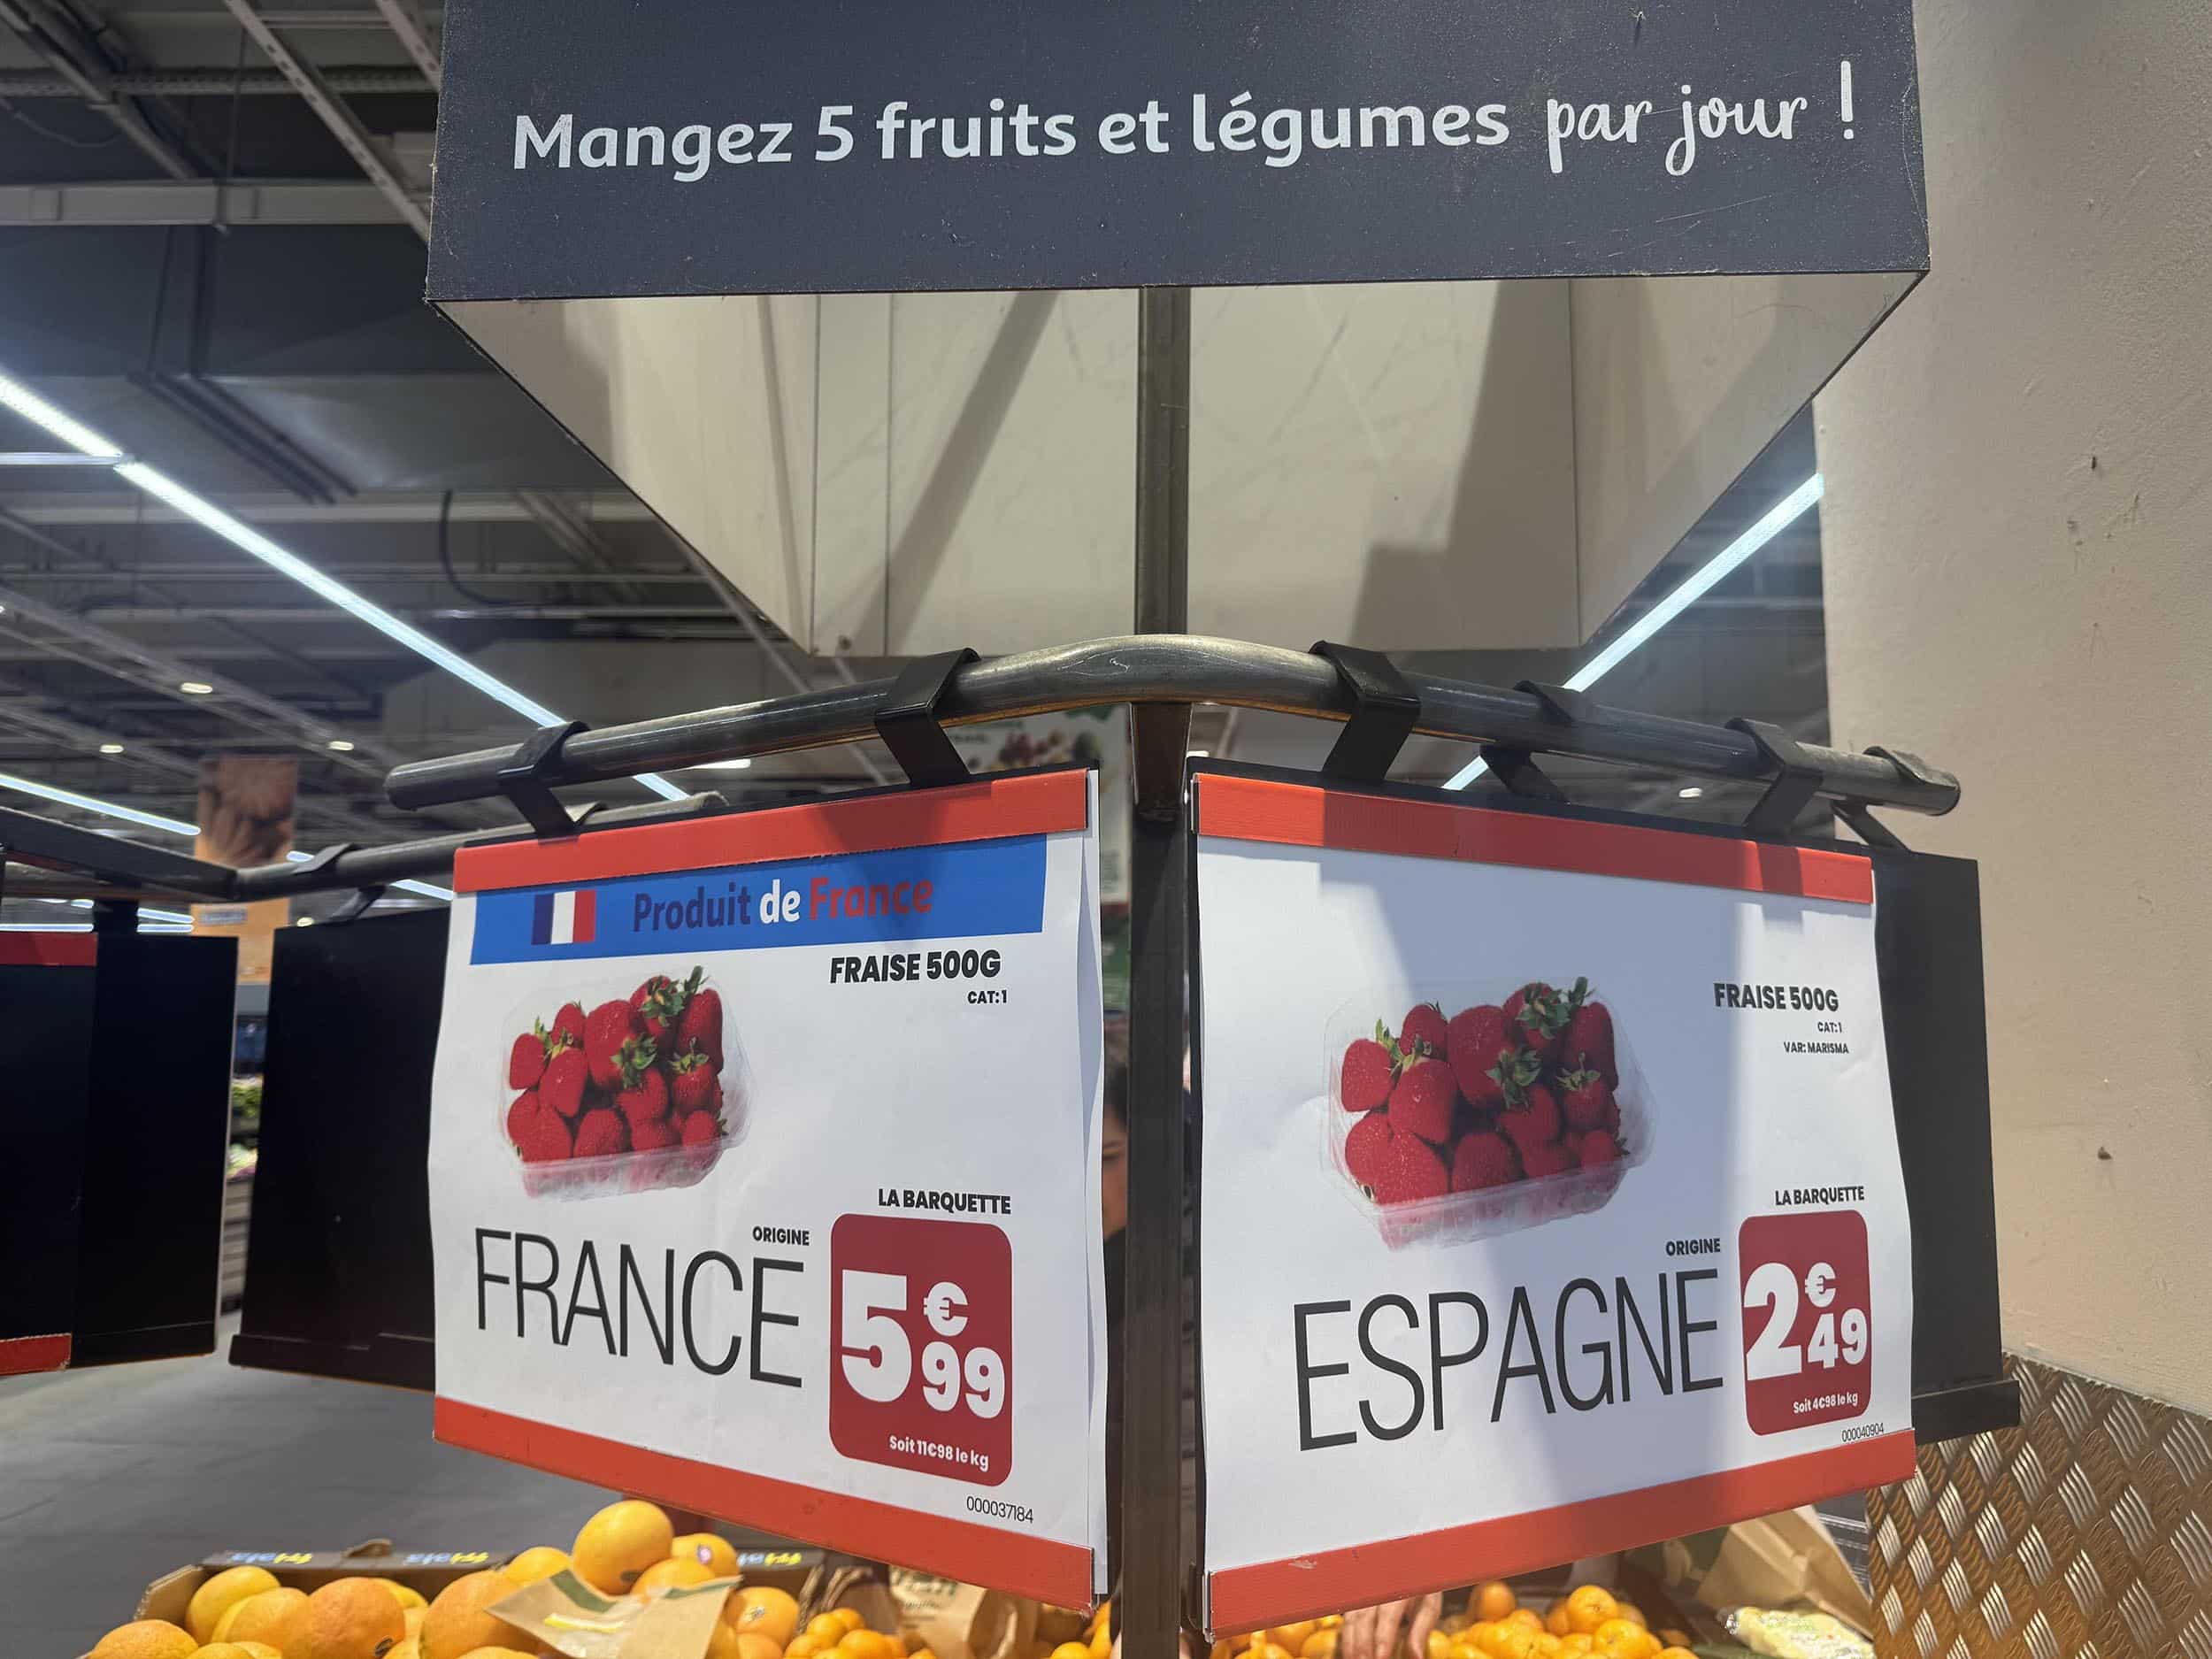 Mangez 5 fruits et légumes par jour !
Produit de France
FRAISE 500G
CAT: 1
LA BARQUETTE
ORIGINE
FRANCE
5€99
Soit 11€98 le kg
000037184
FRAISE 500G
CAT: 1
VAR: MARISMA
LA BARQUETTE
ORIGINE
ESPAGNE
2€49
Soit 4€98 le kg
000040904